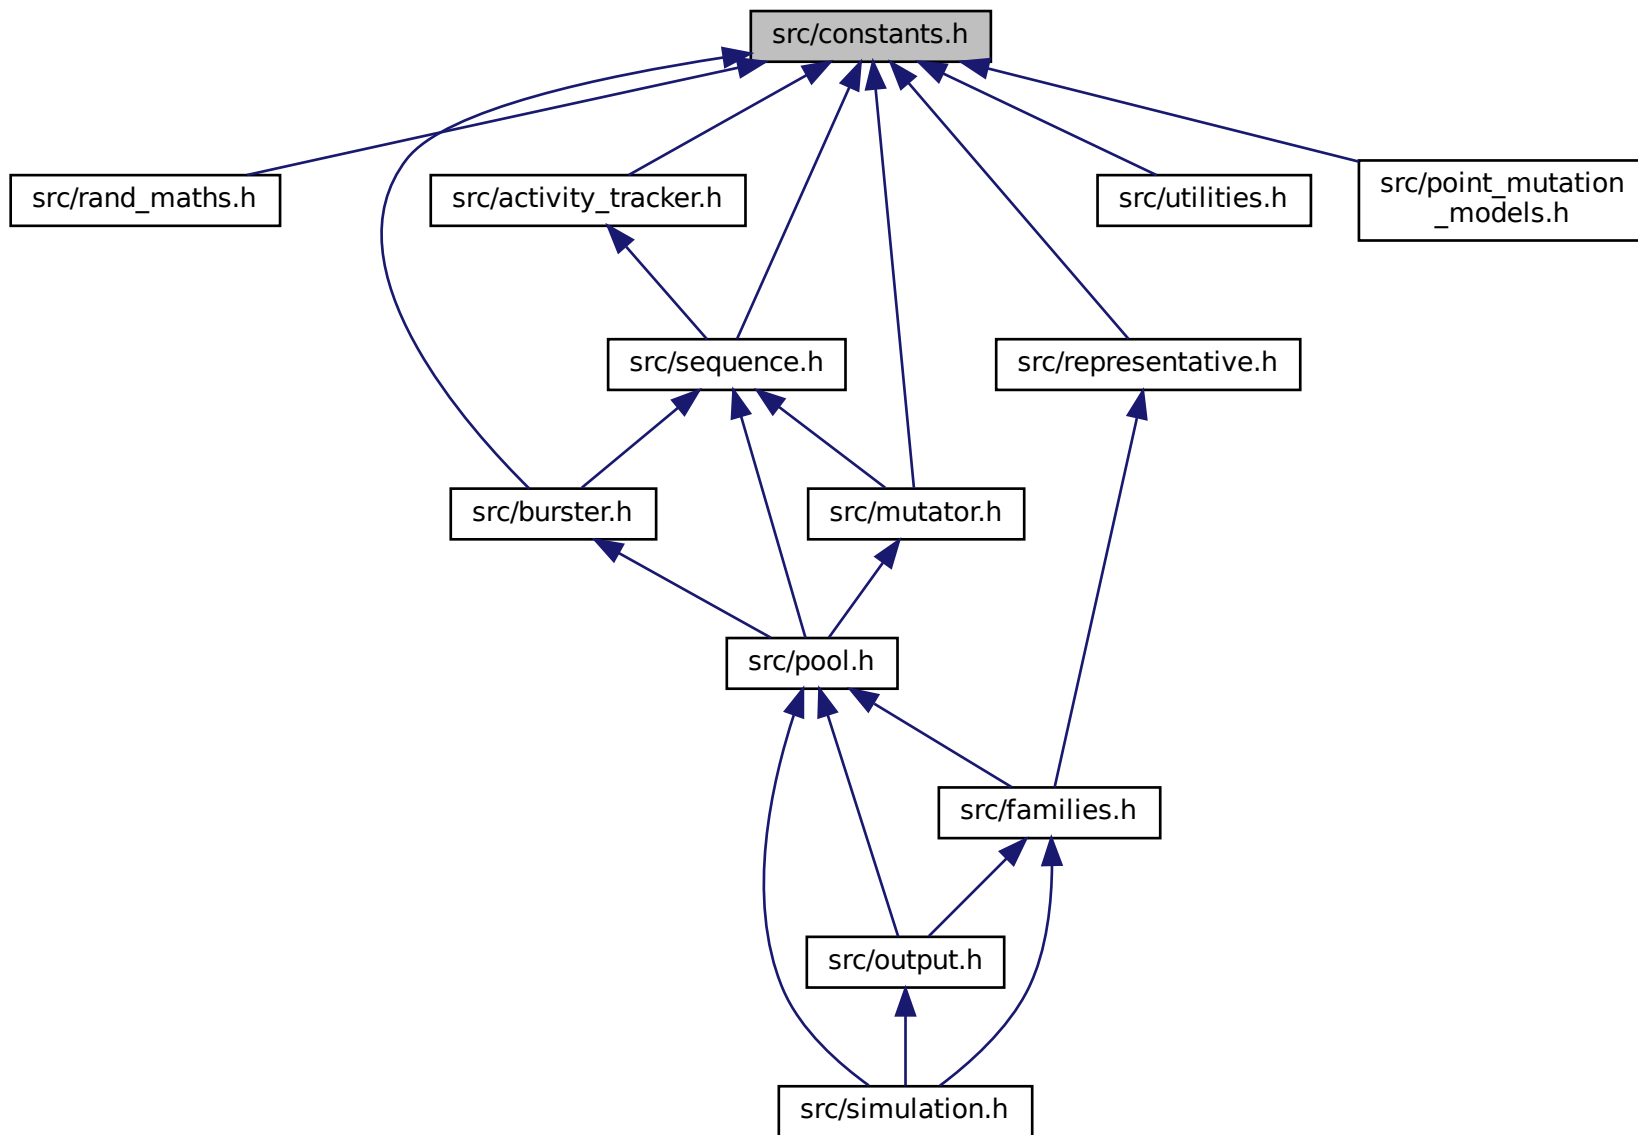 src/constants.h
src/rand_maths.h
src/activity_tracker.h
src/utilities.h
src/point_mutation
_models.h
src/sequence.h
src/representative.h
src/burster.h
src/mutator.h
src/pool.h
src/families.h
src/output.h
src/simulation.h